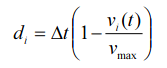 d_i = Δt ( 1 − v_i(t) / v_max )